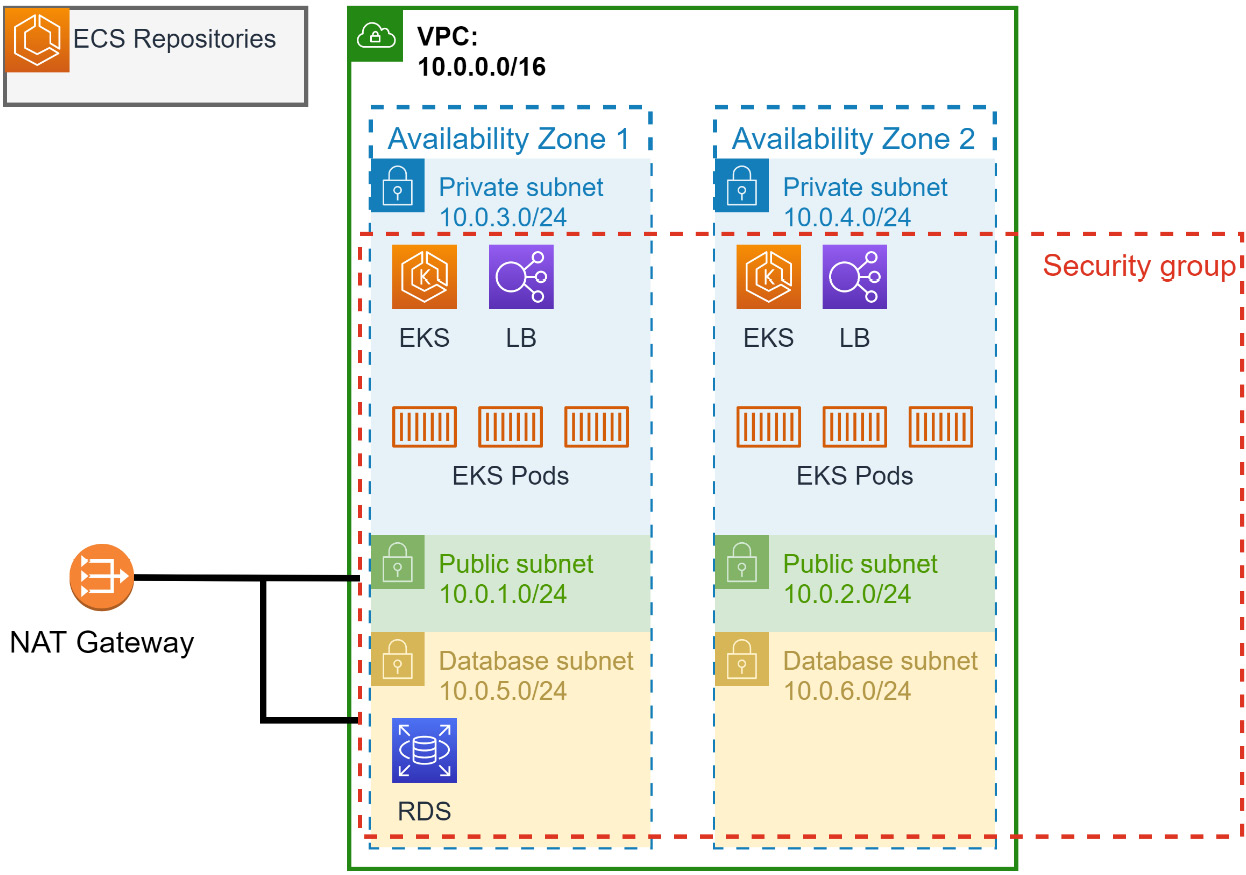 ECS Repositories
VPC:
10.0.0.0/16
Availability Zone 1
Private subnet
10.0.3.0/24
EKS
LB
EKS Pods
Public subnet
10.0.1.0/24
Database subnet
10.0.5.0/24
RDS
Availability Zone 2
Private subnet
10.0.4.0/24
EKS
LB
EKS Pods
Public subnet
10.0.2.0/24
Database subnet
10.0.6.0/24
Security group
NAT Gateway